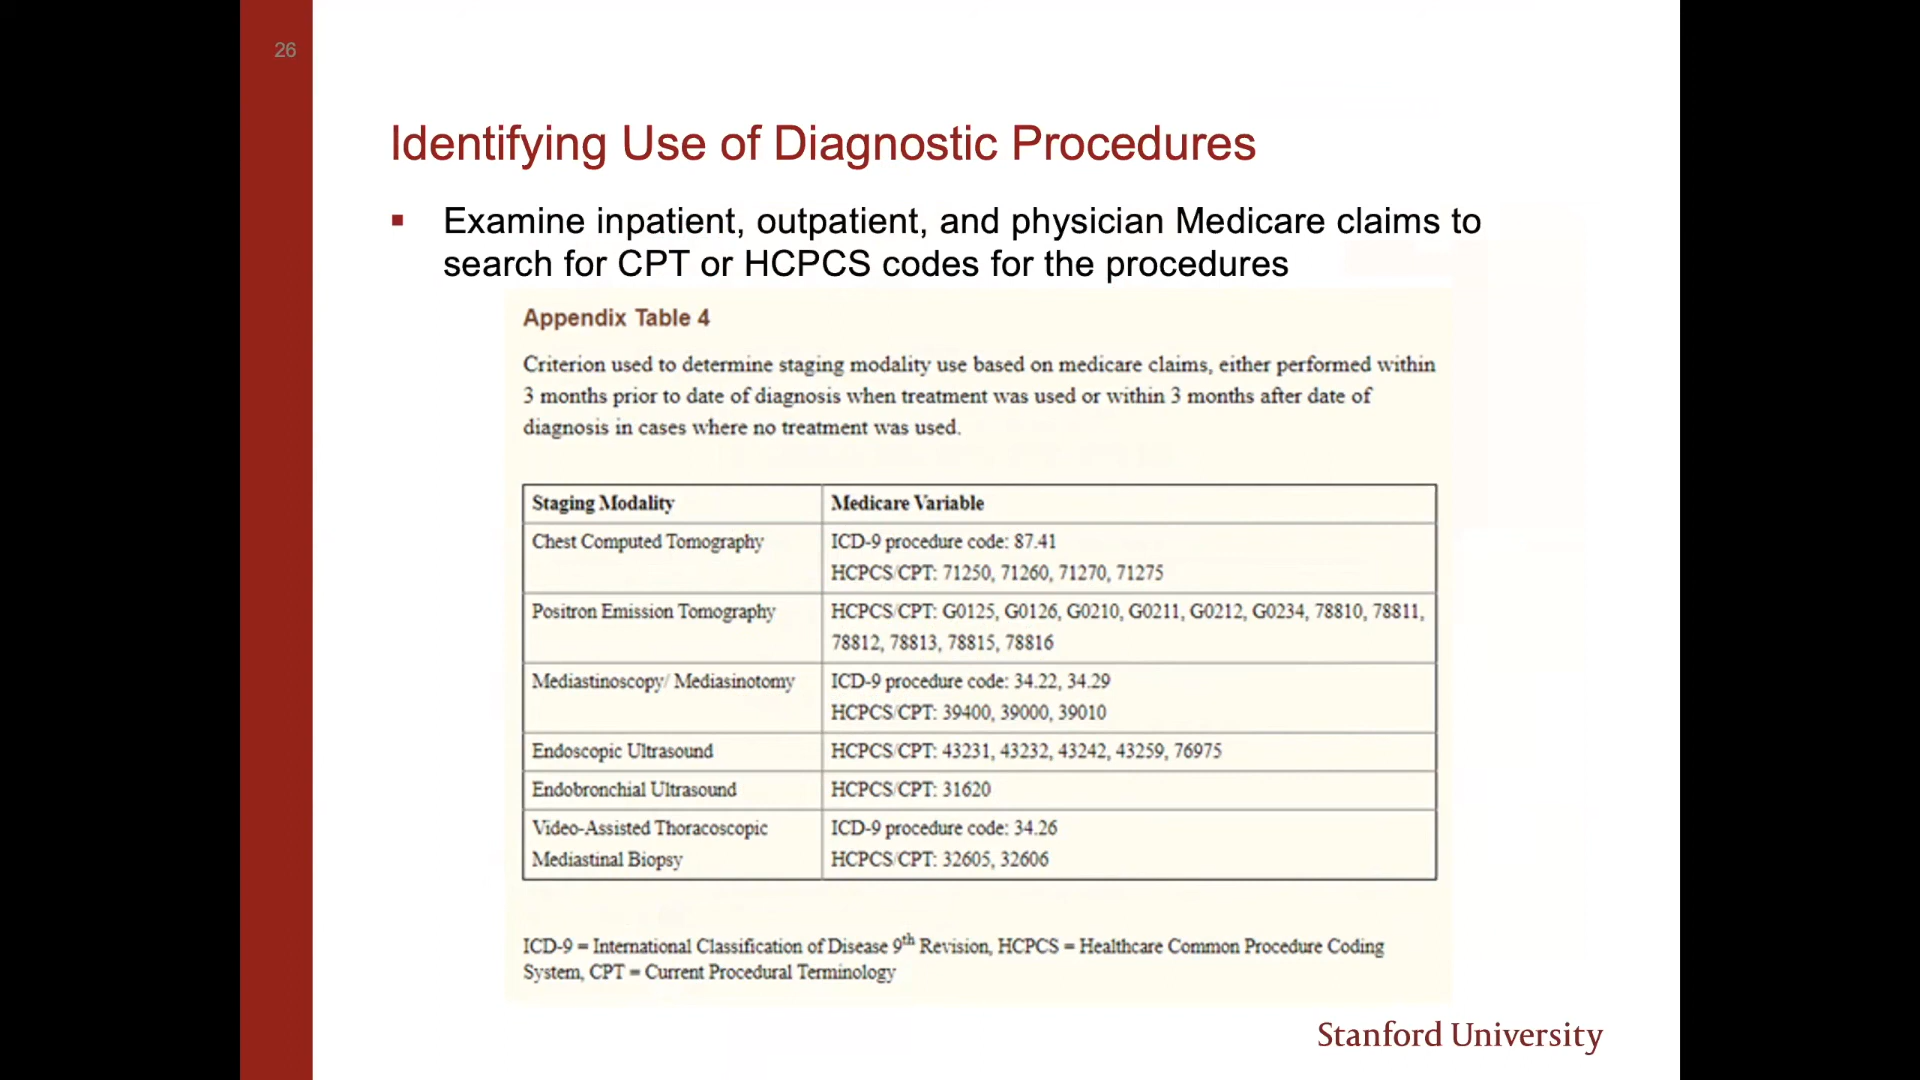 26
Identifying Use of Diagnostic Procedures
▪ Examine inpatient, outpatient, and physician Medicare claims to
search for CPT or HCPCS codes for the procedures
Appendix Table 4
Criterion used to determine staging modality use based on medicare claims, either performed within
3 months prior to date of diagnosis when treatment was used or within 3 months after date of
diagnosis in cases where no treatment was used.
Staging Modality Medicare Variable
Chest Computed Tomography ICD-9 procedure code: 87.41
HCPCS/CPT: 71250, 71260, 71270, 71275
Positron Emission Tomography HCPCS/CPT: G0125, G0126, G0210, G0211, G0212, G0234, 78810, 78811,
78812, 78813, 78815, 78816
Mediastinoscopy/ Mediasinotomy ICD-9 procedure code: 34.22, 34.29
HCPCS/CPT: 39400, 39000, 39010
Endoscopic Ultrasound HCPCS/CPT: 43231, 43232, 43242, 43259, 76975
Endobronchial Ultrasound HCPCS/CPT: 31620
Video-Assisted Thoracoscopic ICD-9 procedure code: 34.26
Mediastinal Biopsy HCPCS/CPT: 32605, 32606
ICD-9 = International Classification of Disease 9th Revision, HCPCS = Healthcare Common Procedure Coding
System, CPT = Current Procedural Terminology
Stanford University